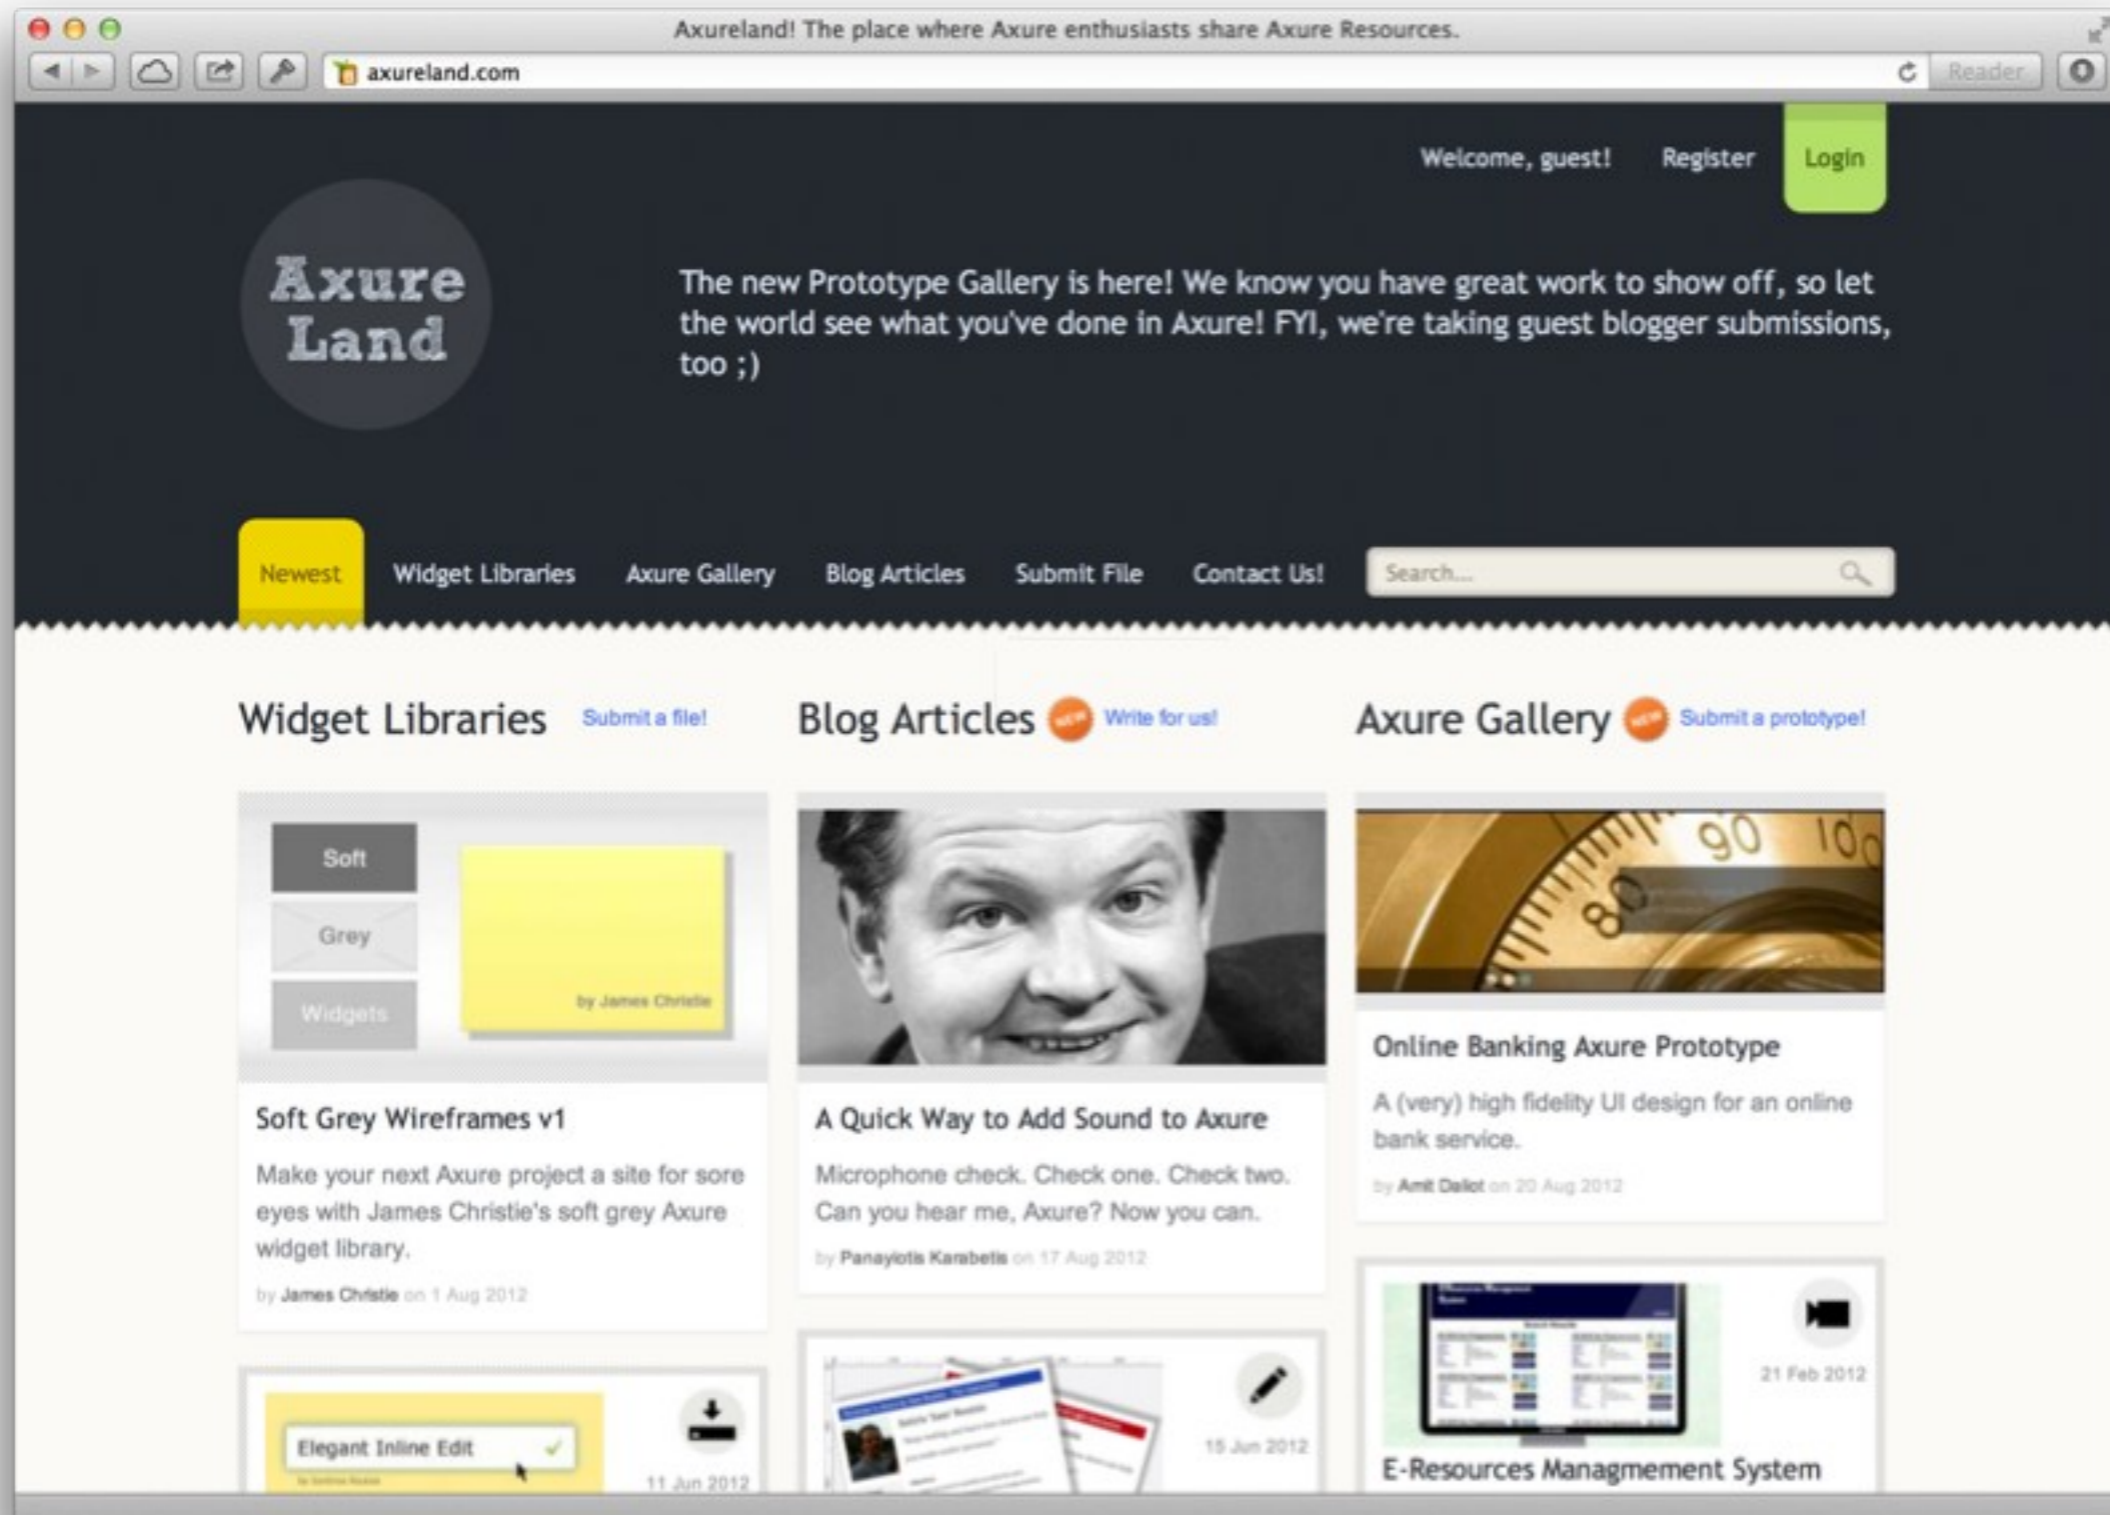 Axureland! The place where Axure enthusiasts share Axure Resources.
axureland.com
Reader
Welcome, guest!
Register
Login
Axure
Land
The new Prototype Gallery is here! We know you have great work to show off, so let
the world see what you've done in Axure! FYI, we're taking guest blogger submissions,
too ;)
Newest
Widget Libraries
Axure Gallery
Blog Articles
Submit File
Contact Us!
Search...
Widget Libraries
Submit a file!
Soft
Grey
Widgets
by James Christie
Soft Grey Wireframes v1
Make your next Axure project a site for sore
eyes with James Christie's soft grey Axure
widget library.
by James Christie on 1 Aug 2012
Elegant Inline Edit
11 Jun 2012
Blog Articles
NEW
Write for us!
A Quick Way to Add Sound to Axure
Microphone check. Check one. Check two.
Can you hear me, Axure? Now you can.
by Panayiotis Karabetis on 17 Aug 2012
15 Jun 2012
Axure Gallery
NEW
Submit a prototype!
90
100
80
Online Banking Axure Prototype
A (very) high fidelity UI design for an online
bank service.
by Amit Daliot on 20 Aug 2012
21 Feb 2012
E-Resources Managmement System